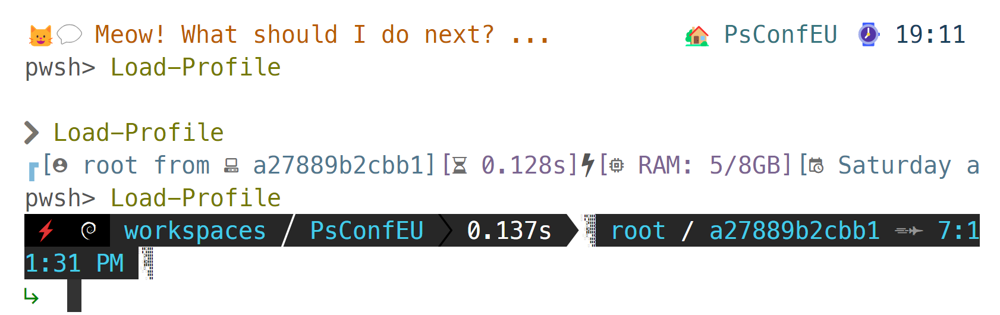 Meow! What should I do next? ... PsConfEU 19:11
pwsh> Load-Profile
Load-Profile
[ root from a27889b2cbb1][ 0.128s][ RAM: 5/8GB][ Saturday a
pwsh> Load-Profile
workspaces PsConfEU 0.137s root / a27889b2cbb1 7:1
1:31 PM